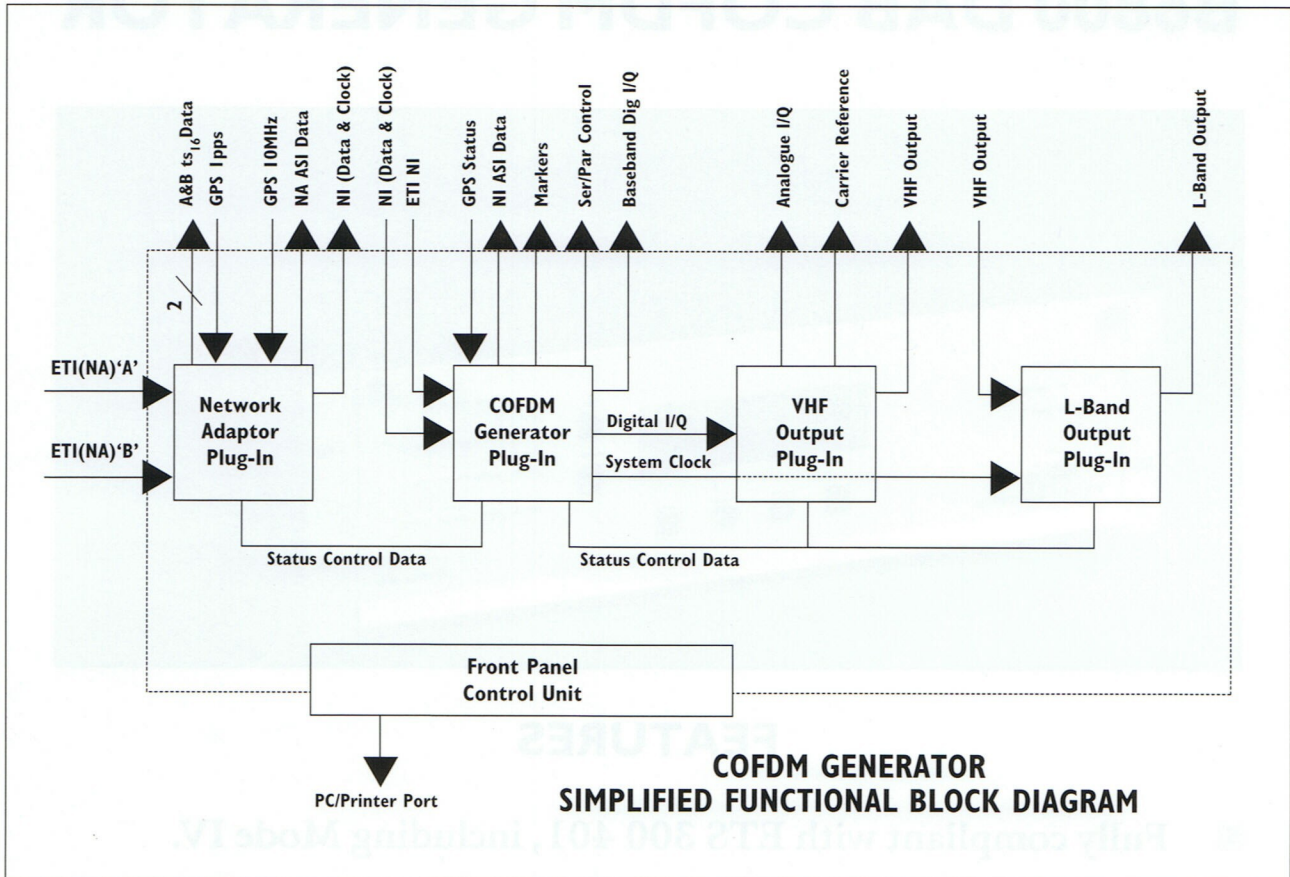 A&B ts16 Data
GPS 1pps
GPS 10MHz
NA ASI Data
NI (Data & Clock)
NI (Data & Clock)
ETI NI
GPS Status
NI ASI Data
Markers
Ser/Par Control
Baseband Dig I/Q
Analogue I/Q
Carrier Reference
VHF Output
VHF Output
L-Band Output
2
ETI(NA)‘A’
ETI(NA)‘B’
Network
Adaptor
Plug-In
COFDM
Generator
Plug-In
Digital I/Q
System Clock
VHF
Output
Plug-In
L-Band
Output
Plug-In
Status Control Data
Status Control Data
Front Panel
Control Unit
PC/Printer Port
COFDM GENERATOR
SIMPLIFIED FUNCTIONAL BLOCK DIAGRAM
FEATURES
Fully compliant with ETS 300 401, including Mode IV.